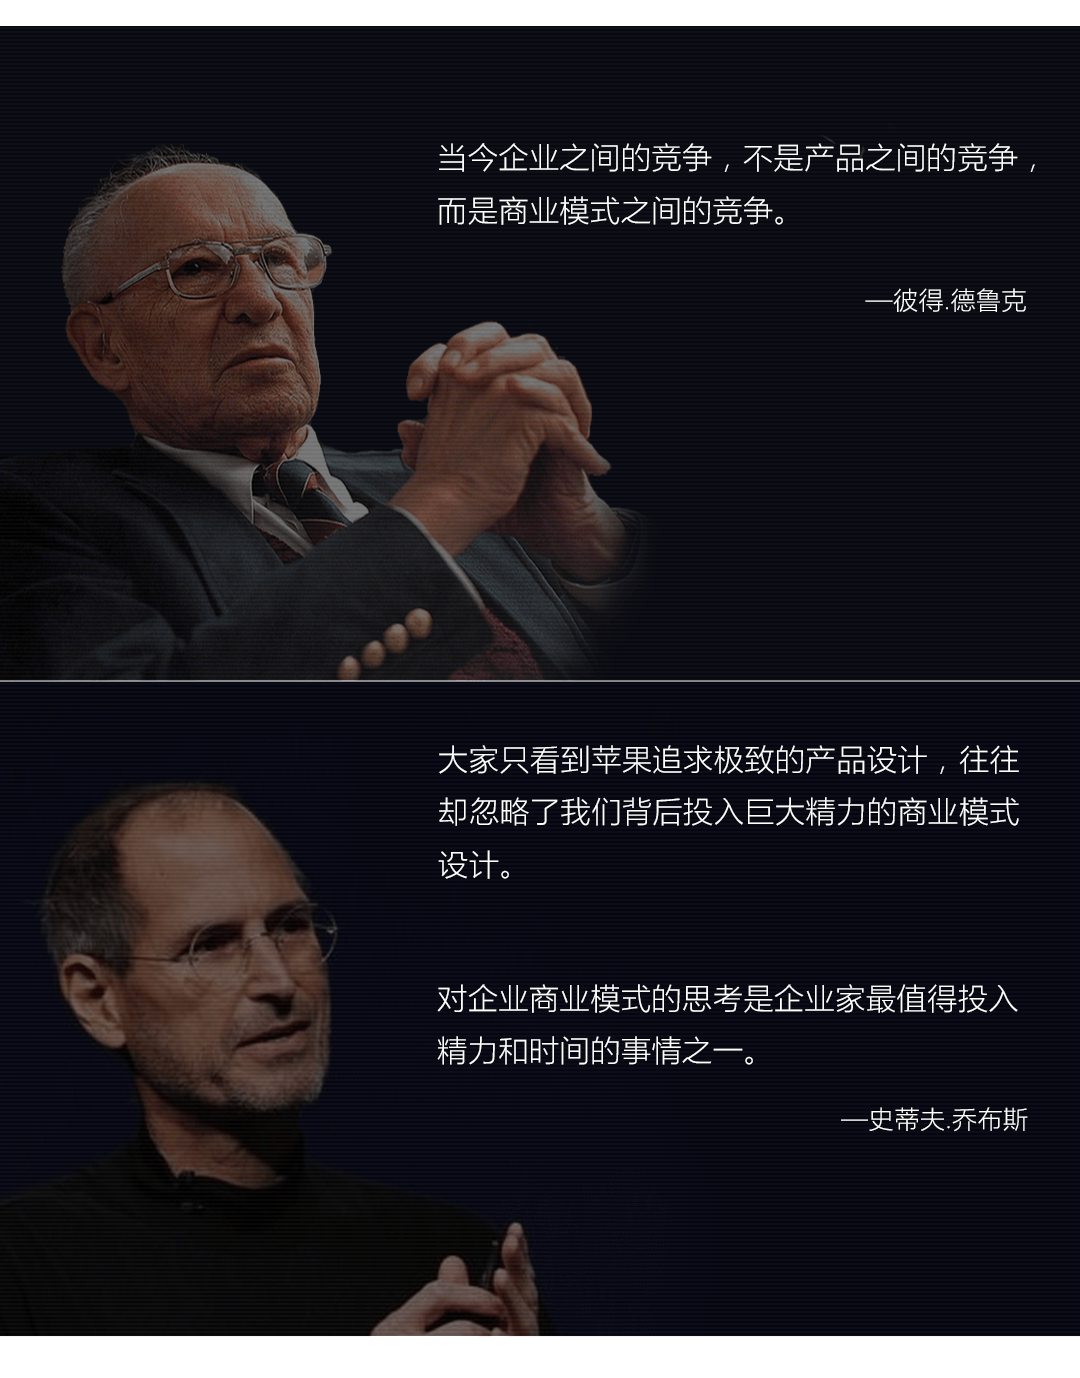 当今企业之间的竞争，不是产品之间的竞争，
而是商业模式之间的竞争。
—彼得.德鲁克
大家只看到苹果追求极致的产品设计，往往
却忽略了我们背后投入巨大精力的商业模式
设计。
对企业商业模式的思考是企业家最值得投入
精力和时间的事情之一。
—史蒂夫.乔布斯